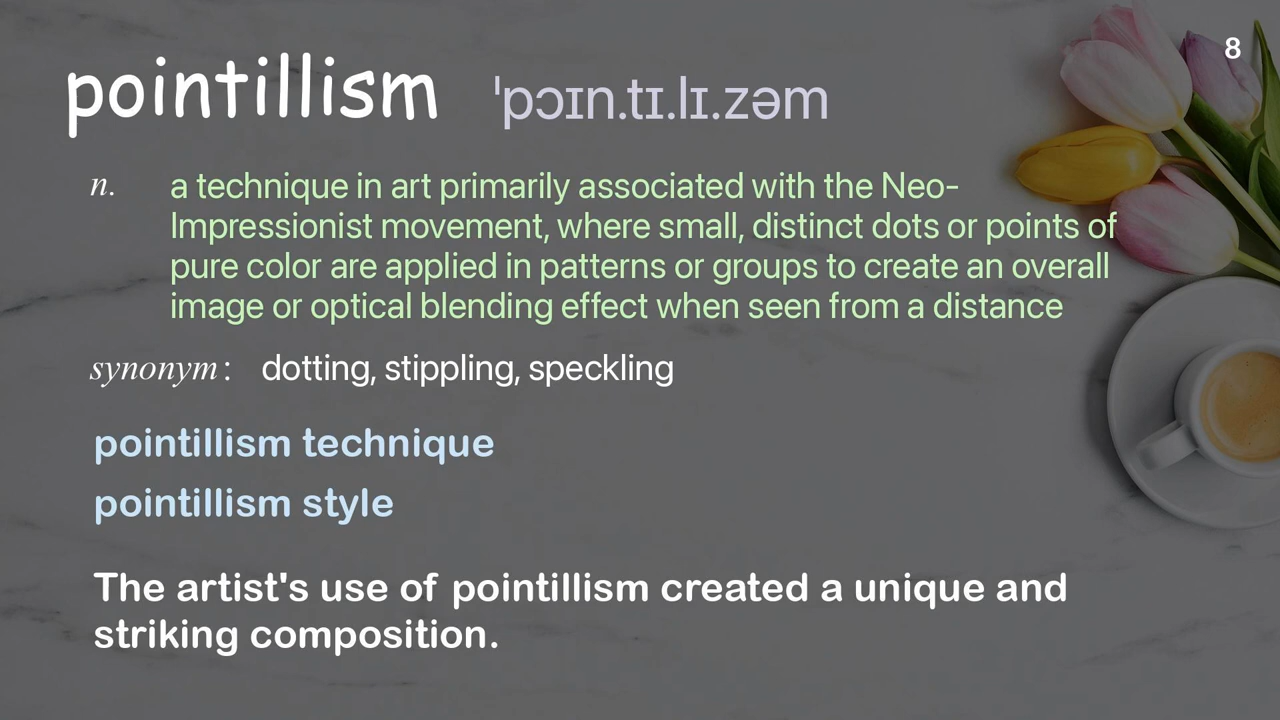 8
pointillism ˈpɔɪn.tɪ.lɪ.zəm
n. a technique in art primarily associated with the Neo-
Impressionist movement, where small, distinct dots or points of
pure color are applied in patterns or groups to create an overall
image or optical blending effect when seen from a distance
synonym: dotting, stippling, speckling
pointillism technique
pointillism style
The artist's use of pointillism created a unique and
striking composition.